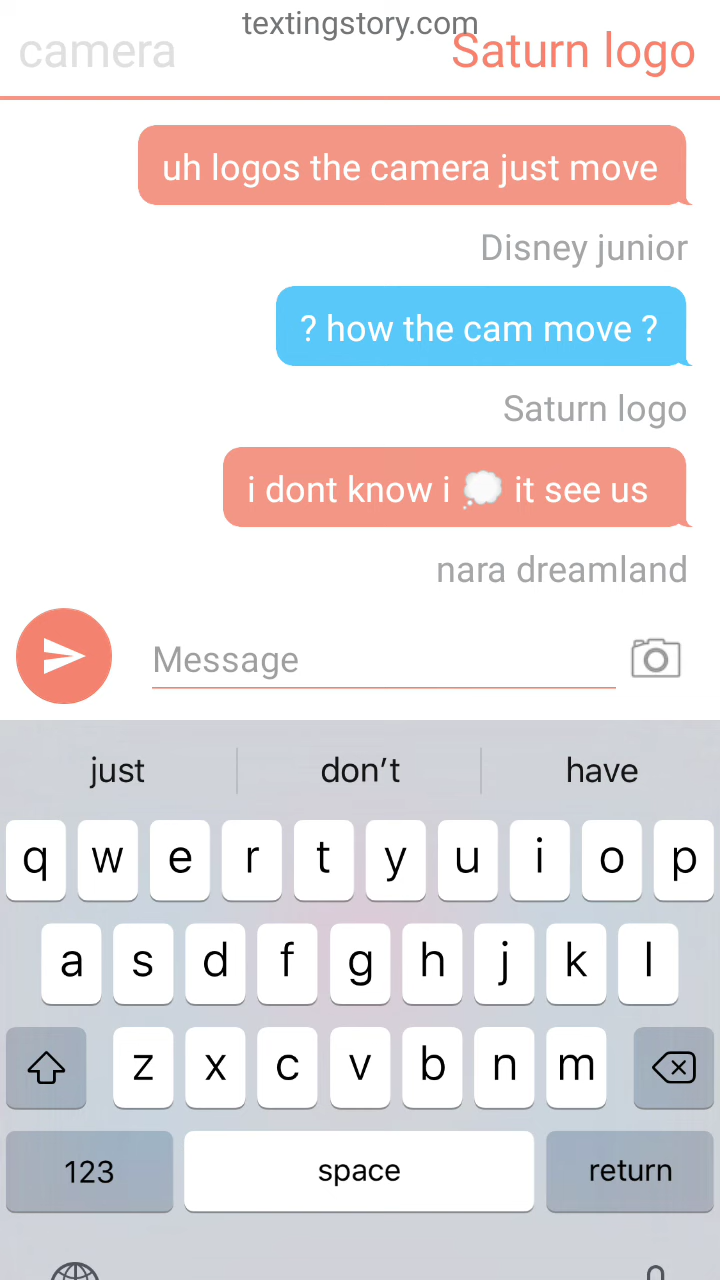 textingstory.com
camera Saturn logo
uh logos the camera just move
Disney junior
? how the cam move ?
Saturn logo
i dont know i 💭 it see us
nara dreamland
Message
just don't have
q w e r t y u i o p
a s d f g h j k l
z x c v b n m
123 space return